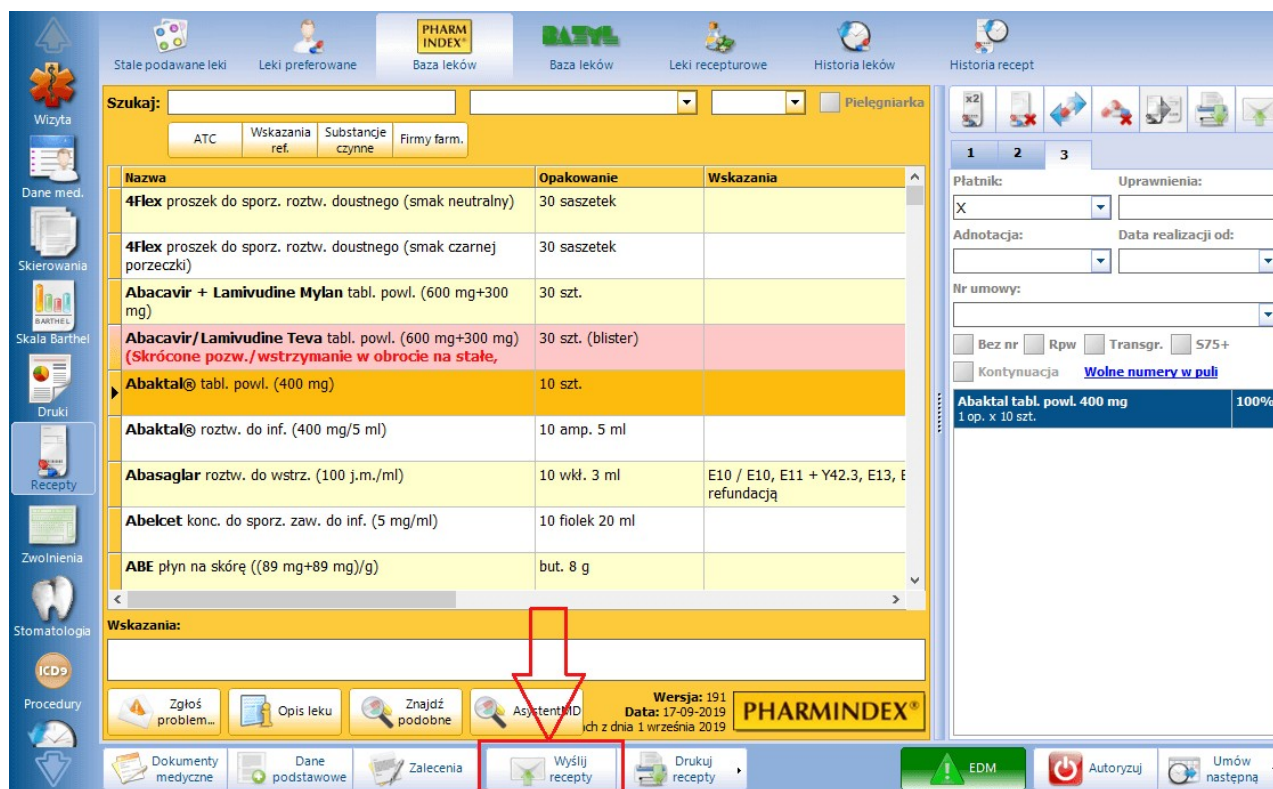 Stale podawane leki
Leki preferowane
PHARM
INDEX®
Baza leków
BAZYL
Baza leków
Leki recepturowe
Historia leków
Historia recept
Wizyta
Dane med.
Skierowania
BARTHEL
Skala Barthel
Druki
Recepty
Zwolnienia
Stomatologia
ICD9
Procedury
Szukaj:
Pielęgniarka
ATC
Wskazania
ref.
Substancje
czynne
Firmy farm.
Nazwa Opakowanie Wskazania
4Flex proszek do sporz. roztw. doustnego (smak neutralny) 30 saszetek
4Flex proszek do sporz. roztw. doustnego (smak czarnej 30 saszetek
porzeczki)
Abacavir + Lamivudine Mylan tabl. powl. (600 mg+300 30 szt.
mg)
Abacavir/Lamivudine Teva tabl. powl. (600 mg+300 mg) 30 szt. (blister)
(Skrócone pozw./wstrzymanie w obrocie na stałe,
Abaktal® tabl. powl. (400 mg) 10 szt.
Abaktal® roztw. do inf. (400 mg/5 ml) 10 amp. 5 ml
Abasaglar roztw. do wstrz. (100 j.m./ml) 10 wkł. 3 ml E10 / E10, E11 + Y42.3, E13, E
refundacją
Abelcet konc. do sporz. zaw. do inf. (5 mg/ml) 10 fiolek 20 ml
ABE płyn na skórę ((89 mg+89 mg)/g) but. 8 g
Wskazania:
Zgłoś
problem...
Opis leku
Znajdź
podobne
AsystentMD
Wersja: 191
Data: 17-09-2019
ch z dnia 1 września 2019
PHARMINDEX®
x2
1 2 3
Płatnik: Uprawnienia:
X
Adnotacja: Data realizacji od:
Nr umowy:
Bez nr Rpw Transgr. S75+
Kontynuacja Wolne numery w puli
Abaktal tabl. powl. 400 mg 100%
1 op. x 10 szt.
Dokumenty
medyczne
Dane
podstawowe
Zalecenia
Wyślij
recepty
Drukuj
recepty
EDM
Autoryzuj
Umów
następną